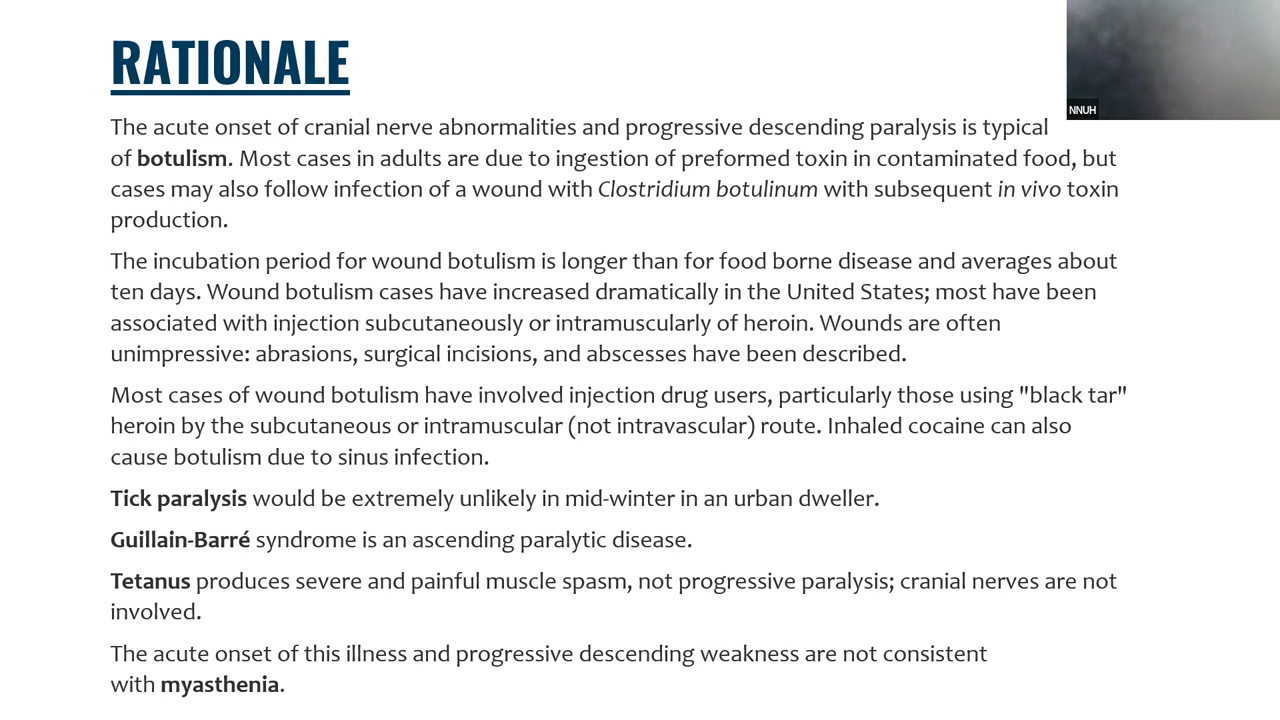 RATIONALE
NNUH
The acute onset of cranial nerve abnormalities and progressive descending paralysis is typical
of botulism. Most cases in adults are due to ingestion of preformed toxin in contaminated food, but
cases may also follow infection of a wound with Clostridium botulinum with subsequent in vivo toxin
production.
The incubation period for wound botulism is longer than for food borne disease and averages about
ten days. Wound botulism cases have increased dramatically in the United States; most have been
associated with injection subcutaneously or intramuscularly of heroin. Wounds are often
unimpressive: abrasions, surgical incisions, and abscesses have been described.
Most cases of wound botulism have involved injection drug users, particularly those using "black tar"
heroin by the subcutaneous or intramuscular (not intravascular) route. Inhaled cocaine can also
cause botulism due to sinus infection.
Tick paralysis would be extremely unlikely in mid-winter in an urban dweller.
Guillain-Barré syndrome is an ascending paralytic disease.
Tetanus produces severe and painful muscle spasm, not progressive paralysis; cranial nerves are not
involved.
The acute onset of this illness and progressive descending weakness are not consistent
with myasthenia.